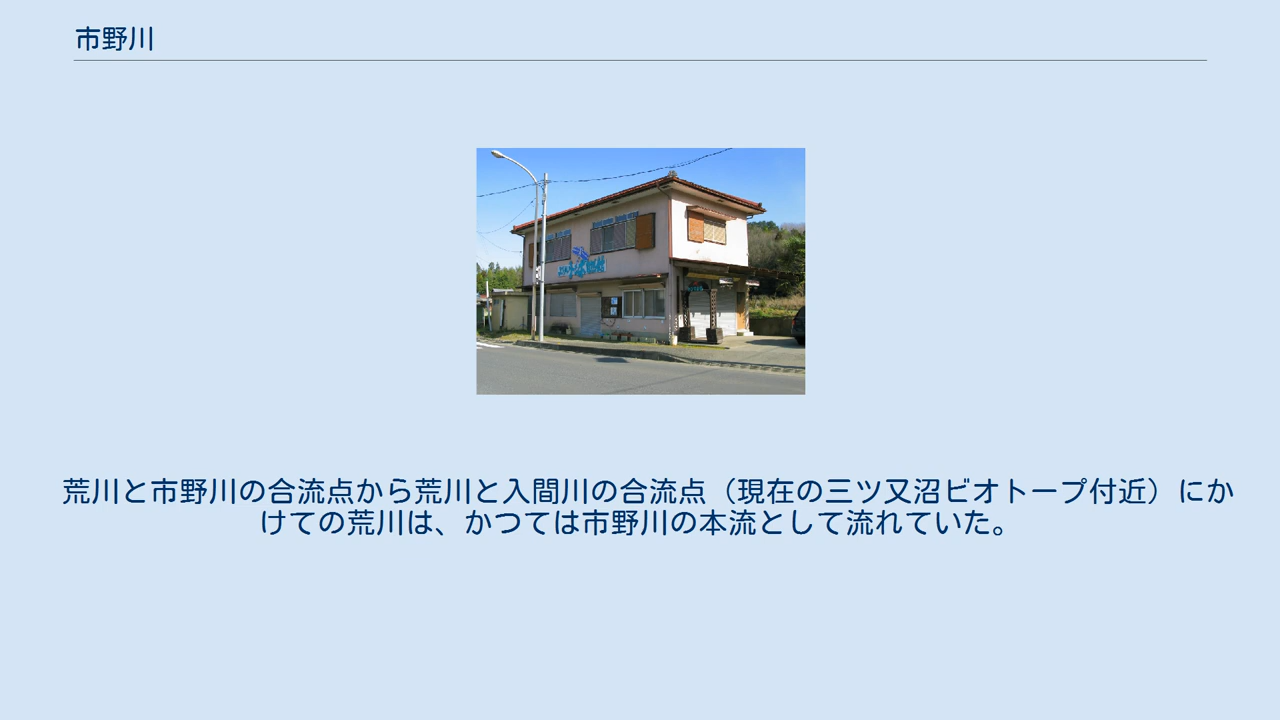 市野川
荒川と市野川の合流点から荒川と入間川の合流点（現在の三ツ又沼ビオトープ付近）にか
けての荒川は、かつては市野川の本流として流れていた。